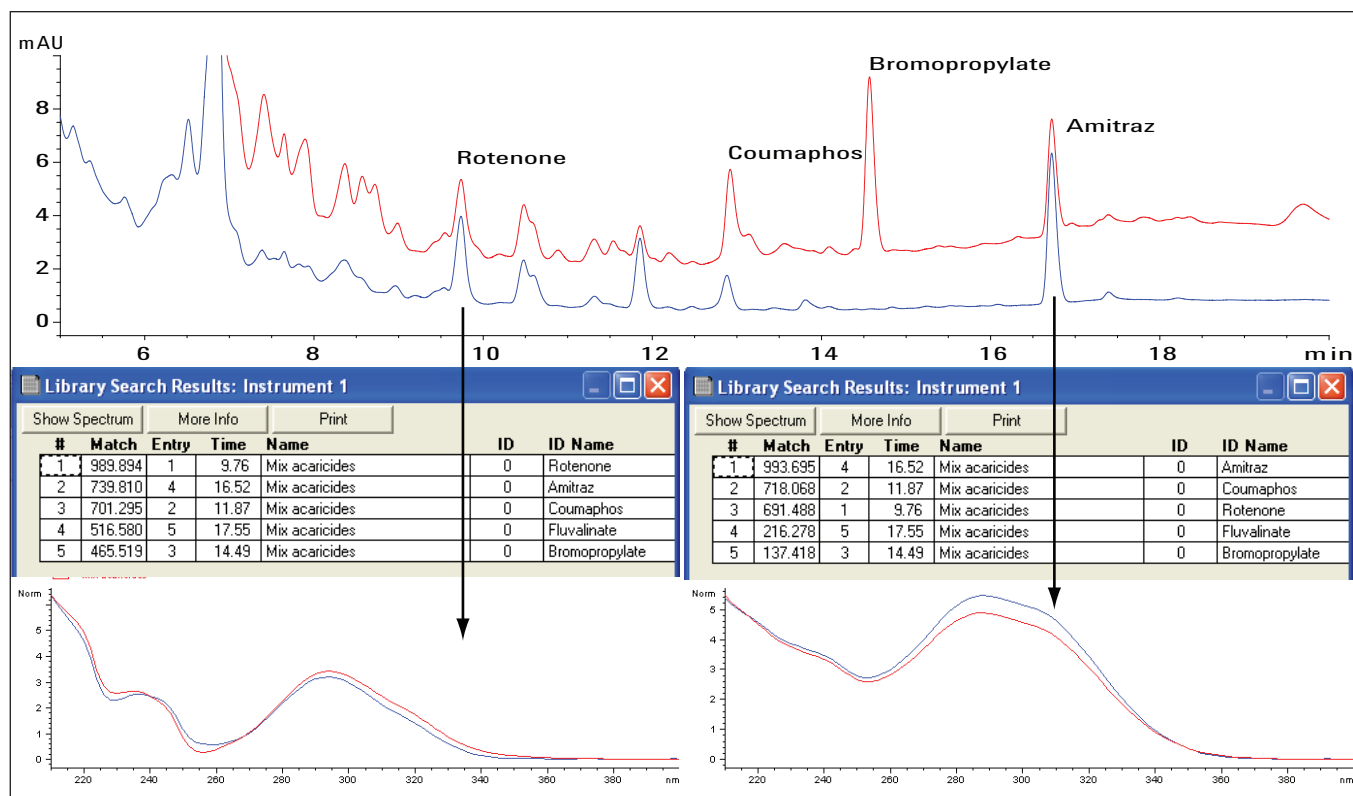 mAU
8
6
4
2
0
Bromopropylate
Amitraz
Rotenone
Coumaphos
6 8 10 12 14 16 18 min
Library Search Results: Instrument 1
Show Spectrum More Info Print
# Match Entry Time Name ID ID Name
1 989.894 1 9.76 Mix acaricides 0 Rotenone
2 739.810 4 16.52 Mix acaricides 0 Amitraz
3 701.295 2 11.87 Mix acaricides 0 Coumaphos
4 516.580 5 17.55 Mix acaricides 0 Fluvalinate
5 465.519 3 14.49 Mix acaricides 0 Bromopropylate
Norm
5
4
3
2
1
0
220 240 260 280 300 320 340 360 380 nm
Library Search Results: Instrument 1
Show Spectrum More Info Print
# Match Entry Time Name ID ID Name
1 993.695 4 16.52 Mix acaricides 0 Amitraz
2 718.068 2 11.87 Mix acaricides 0 Coumaphos
3 691.488 1 9.76 Mix acaricides 0 Rotenone
4 216.278 5 17.55 Mix acaricides 0 Fluvalinate
5 137.418 3 14.49 Mix acaricides 0 Bromopropylate
Norm
5
4
3
2
1
0
220 240 260 280 300 320 340 360 380 nm